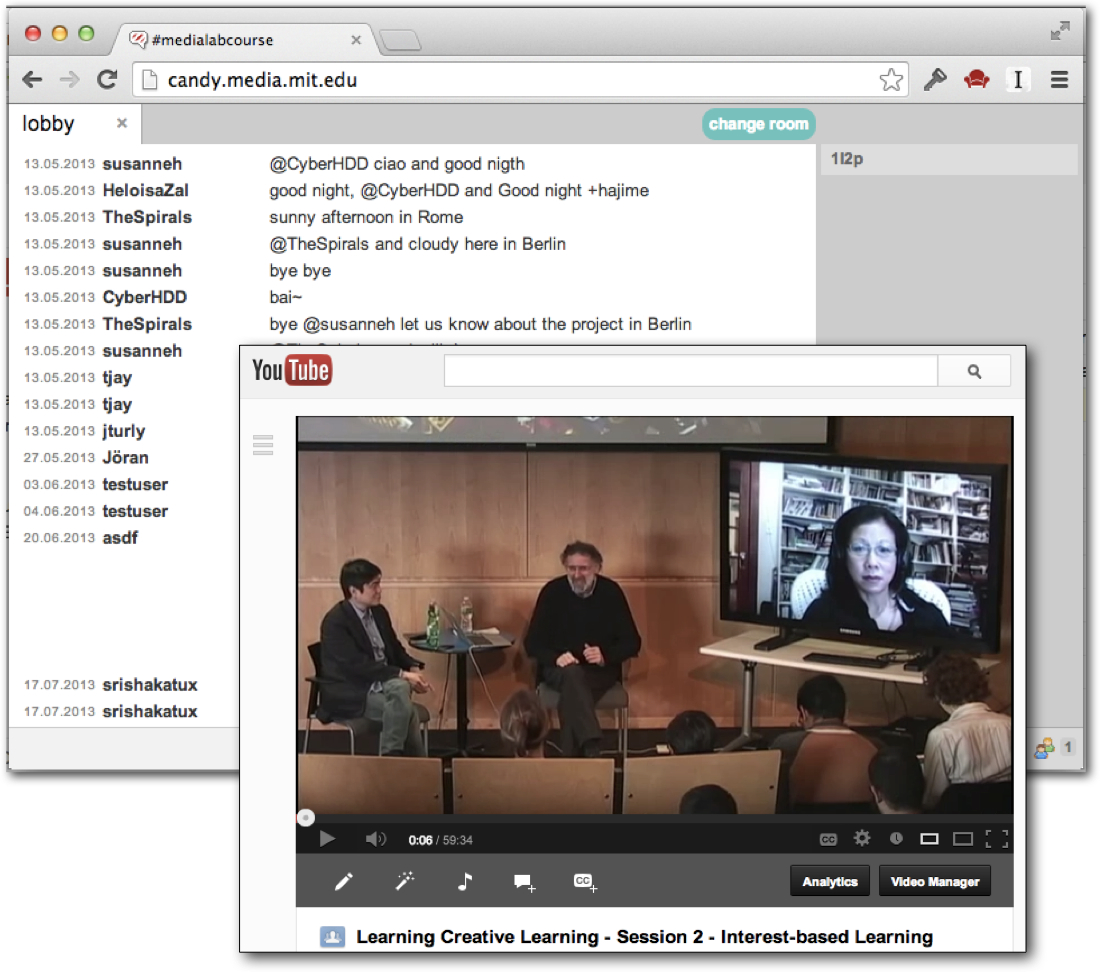 #medialabcourse
candy.media.mit.edu
lobby
change room
1l2p
13.05.2013 susanneh @CyberHDD ciao and good nigth
13.05.2013 HeloisaZal good night, @CyberHDD and Good night +hajime
13.05.2013 TheSpirals sunny afternoon in Rome
13.05.2013 susanneh @TheSpirals and cloudy here in Berlin
13.05.2013 susanneh bye bye
13.05.2013 CyberHDD bai~
13.05.2013 TheSpirals bye @susanneh let us know about the project in Berlin
13.05.2013 susanneh
13.05.2013 tjay
13.05.2013 tjay
13.05.2013 jturly
27.05.2013 Jöran
03.06.2013 testuser
04.06.2013 testuser
20.06.2013 asdf
17.07.2013 srishakatux
17.07.2013 srishakatux
1
YouTube
SAMSUNG
0:06 / 59:34
CC
CC
Analytics
Video Manager
Learning Creative Learning - Session 2 - Interest-based Learning